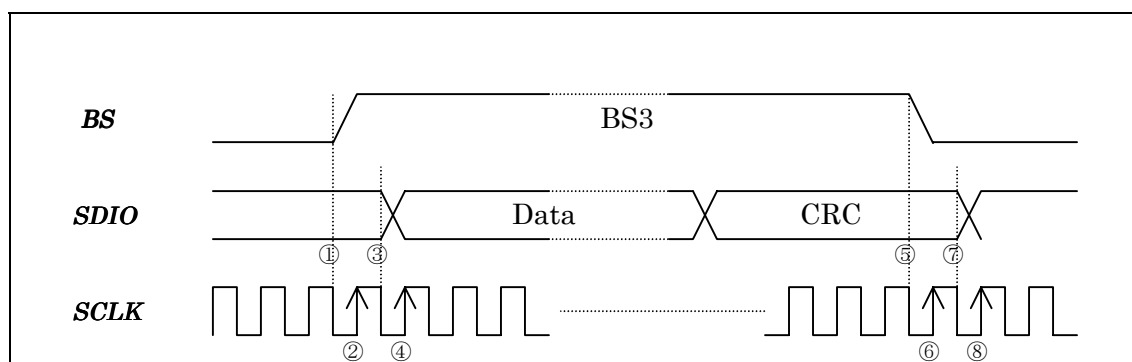 BS
BS3
SDIO
Data
CRC
① ③ ⑤ ⑦
SCLK
② ④ ⑥ ⑧